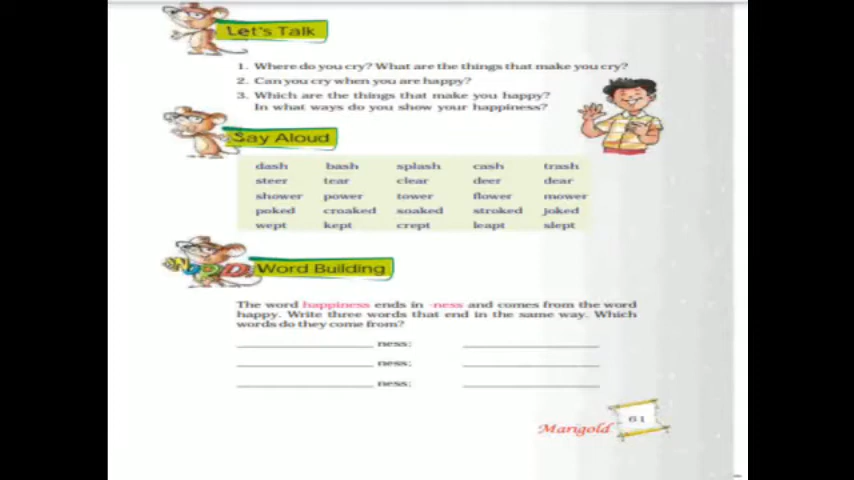 Let's Talk
1. Where do you cry? What are the things that make you cry?
2. Can you cry when you are happy?
3. Which are the things that make you happy?
In what ways do you show your happiness?
Say Aloud
dash bash splash cash trash
steer tear clear deer dear
shower power tower flower mower
poked croaked soaked stroked joked
wept kept crept leapt slept
WORD Word Building
The word happiness ends in -ness and comes from the word
happy. Write three words that end in the same way. Which
words do they come from?
ness:
ness:
ness:
61
Marigold